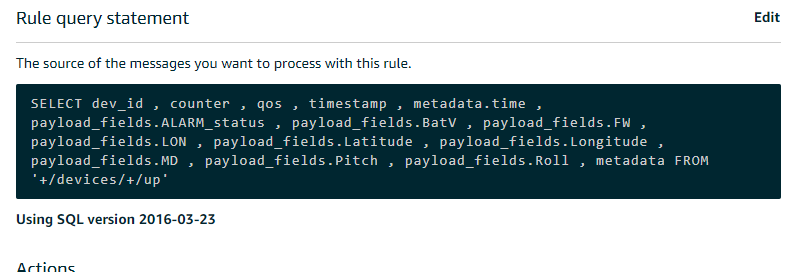 Rule query statement
Edit
The source of the messages you want to process with this rule.
SELECT dev_id , counter , qos , timestamp , metadata.time ,
payload_fields.ALARM_status , payload_fields.BatV , payload_fields.FW ,
payload_fields.LON , payload_fields.Latitude , payload_fields.Longitude ,
payload_fields.MD , payload_fields.Pitch , payload_fields.Roll , metadata FROM
'+/devices/+/up'
Using SQL version 2016-03-23
Actions